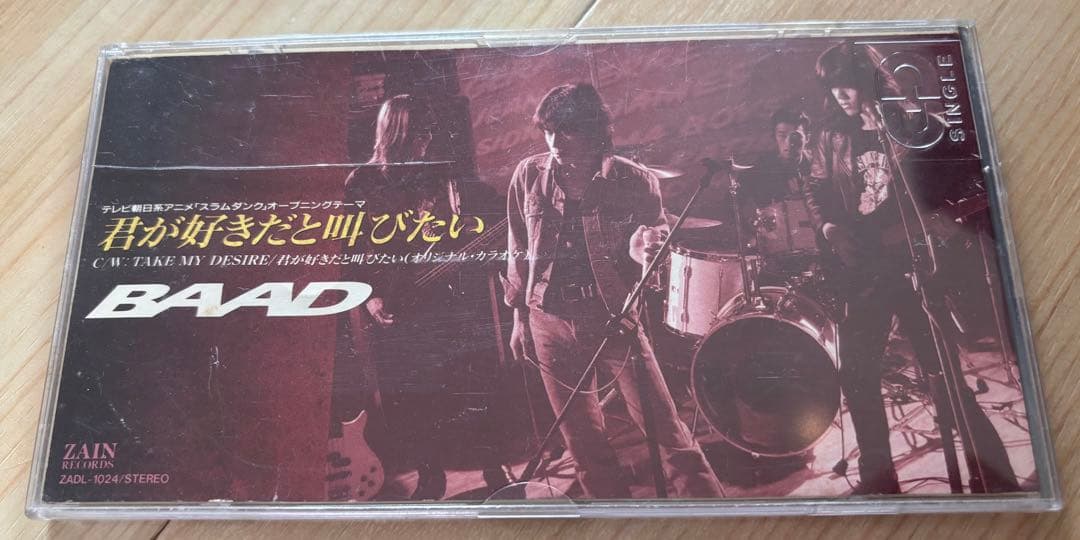 テレビ朝日系アニメ「スラムダンク」オープニングテーマ
君が好きだと叫びたい
C/W: TAKE MY DESIRE/君が好きだと叫びたい(オリジナル・カラオケ)
BAAD
ZAIN
RECORDS
ZADL-1024/STEREO
SINGLE